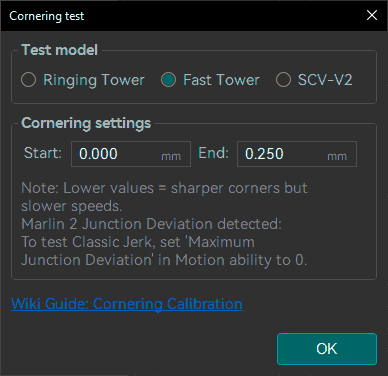 Cornering test
Test model
Ringing Tower Fast Tower SCV-V2
Cornering settings
Start: 0.000 mm End: 0.250 mm
Note: Lower values = sharper corners but
slower speeds.
Marlin 2 Junction Deviation detected:
To test Classic Jerk, set 'Maximum
Junction Deviation' in Motion ability to 0.
Wiki Guide: Cornering Calibration
OK